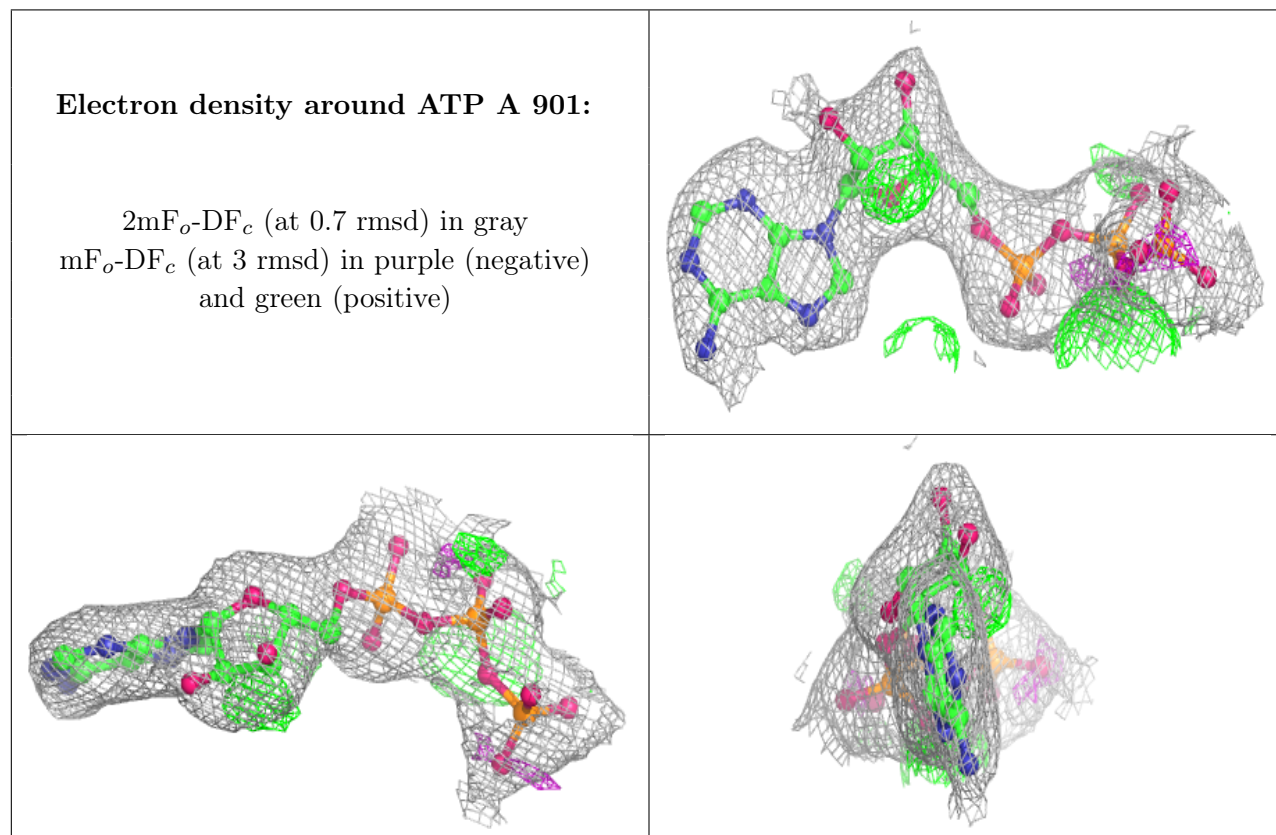 Electron density around ATP A 901:
2mFo-DFc (at 0.7 rmsd) in gray
mFo-DFc (at 3 rmsd) in purple (negative)
and green (positive)